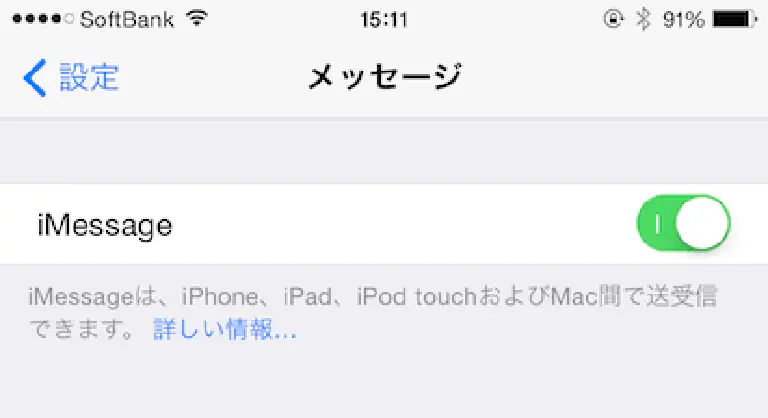 SoftBank 15:11 91%
設定 メッセージ
iMessage
iMessageは、iPhone、iPad、iPod touchおよびMac間で送受信
できます。 詳しい情報...